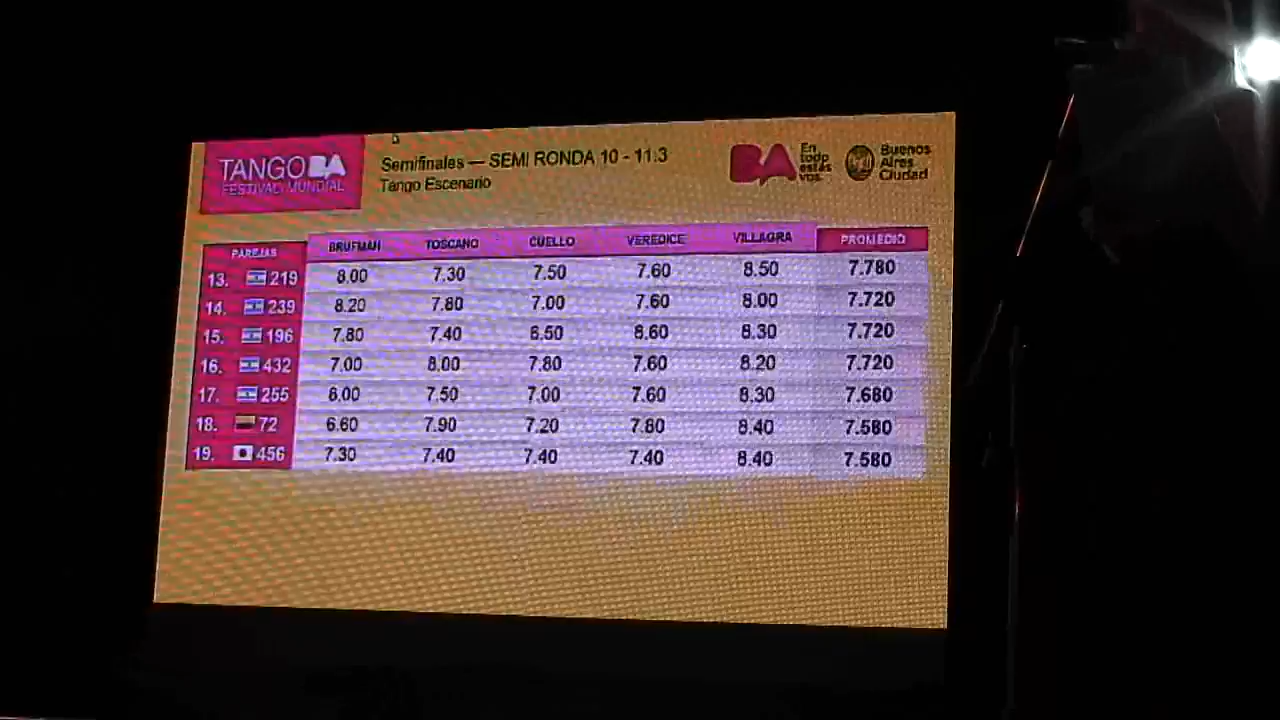 TANGO BA
FESTIVAL Y MUNDIAL
Semifinales — SEMI RONDA 10 - 11.3
Tango Escenario
BA
En
todo
estás
vos.
Buenos
Aires
Ciudad
PAREJAS BRUFMAN TOSCANO CUELLO VEREDICE VILLAGRA PROMEDIO
13. 219 8.00 7.30 7.50 7.60 8.50 7.780
14. 239 8.20 7.80 7.00 7.60 8.00 7.720
15. 196 7.80 7.40 6.50 8.60 8.30 7.720
16. 432 7.00 8.00 7.80 7.60 8.20 7.720
17. 255 8.00 7.50 7.00 7.60 8.30 7.680
18. 72 6.60 7.90 7.20 7.80 8.40 7.580
19. 456 7.30 7.40 7.40 7.40 8.40 7.580